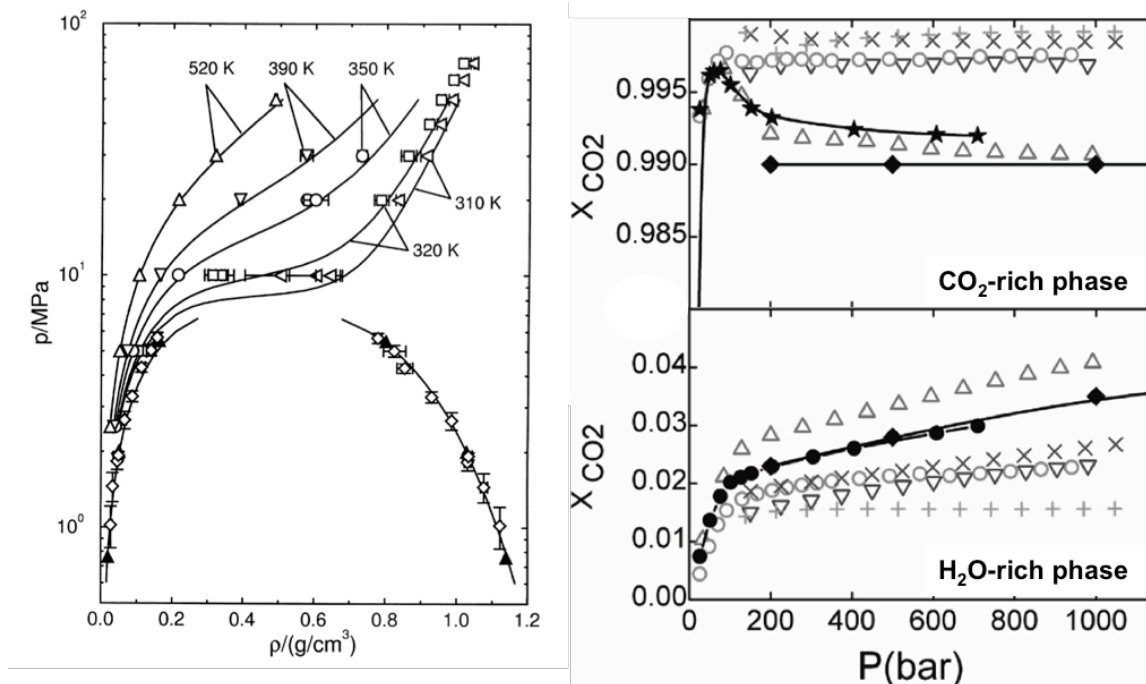 10²
10¹
10⁰
p/MPa
520 K
390 K
350 K
310 K
320 K
0.0 0.2 0.4 0.6 0.8 1.0 1.2
ρ/(g/cm³)
0.995
0.990
0.985
X CO2
CO₂-rich phase
0.04
0.03
0.02
0.01
0.00
X CO2
H₂O-rich phase
0 200 400 600 800 1000
P(bar)